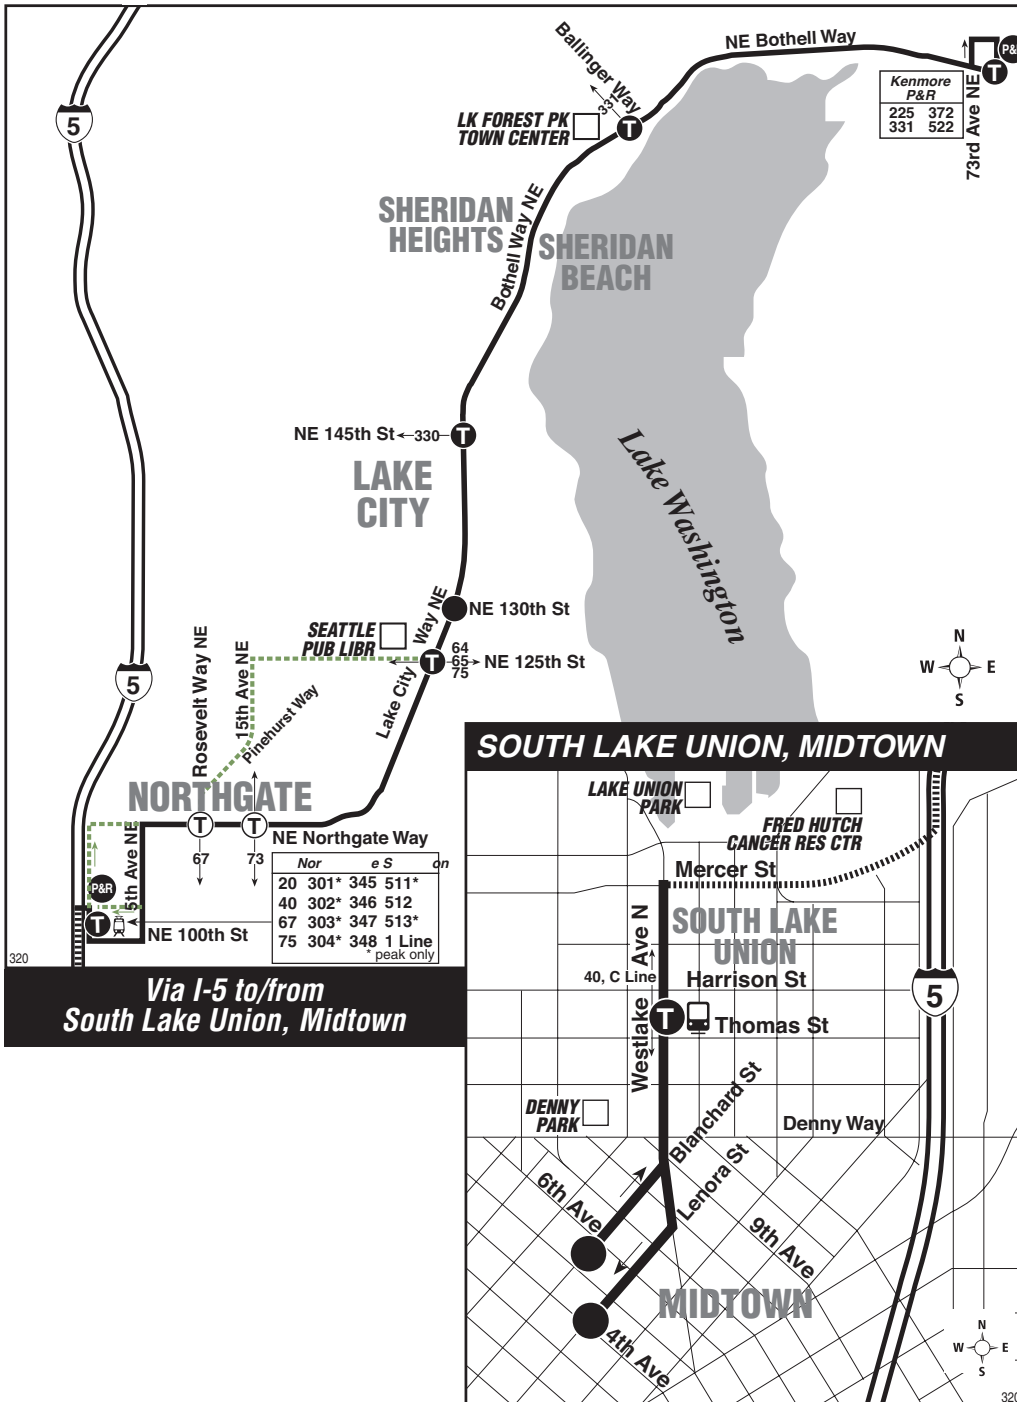 NE Bothell Way
P&
T
Ballinger Way
331
5
Kenmore
P&R
225 372
331 522
73rd Ave NE
LK FOREST PK
TOWN CENTER
T
SHERIDAN
HEIGHTS
Bothell Way NE
SHERIDAN
BEACH
NE 145th St
330
T
LAKE
CITY
Lake Washington
Way NE
NE 130th St
SEATTLE
PUB LIBR
T
64
65
75
NE 125th St
Rosevelt Way NE
15th Ave NE
Pinehurst Way
Lake City
N
W E
S
5
NORTHGATE
T
T
NE Northgate Way
67
73
5th Ave NE
P&R
T
NE 100th St
Nor e S on
20 301* 345 511*
40 302* 346 512
67 303* 347 513*
75 304* 348 1 Line
* peak only
320
Via I-5 to/from
South Lake Union, Midtown
SOUTH LAKE UNION, MIDTOWN
LAKE UNION
PARK
FRED HUTCH
CANCER RES CTR
Mercer St
Westlake Ave N
SOUTH LAKE
UNION
40, C Line
Harrison St
5
T
Thomas St
DENNY
PARK
Blanchard St
Denny Way
Lenora St
6th Ave
9th Ave
MIDTOWN
4th Ave
N
W E
S
320